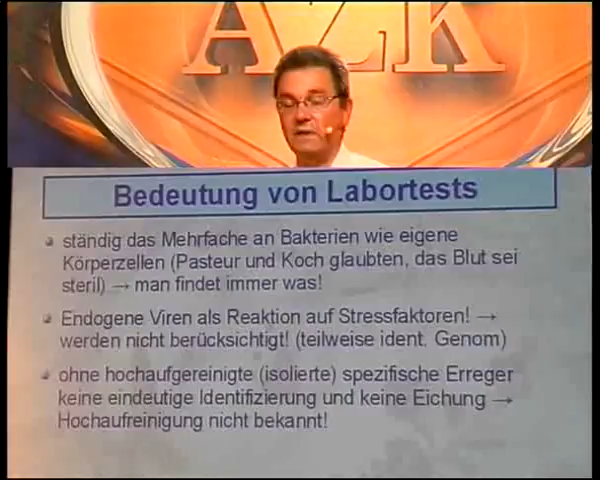 AZK
Bedeutung von Labortests
ständig das Mehrfache an Bakterien wie eigene
Körperzellen (Pasteur und Koch glaubten, das Blut sei
steril) → man findet immer was!
Endogene Viren als Reaktion auf Stressfaktoren! →
werden nicht berücksichtigt! (teilweise ident. Genom)
ohne hochaufgereinigte (isolierte) spezifische Erreger
keine eindeutige Identifizierung und keine Eichung →
Hochaufreinigung nicht bekannt!